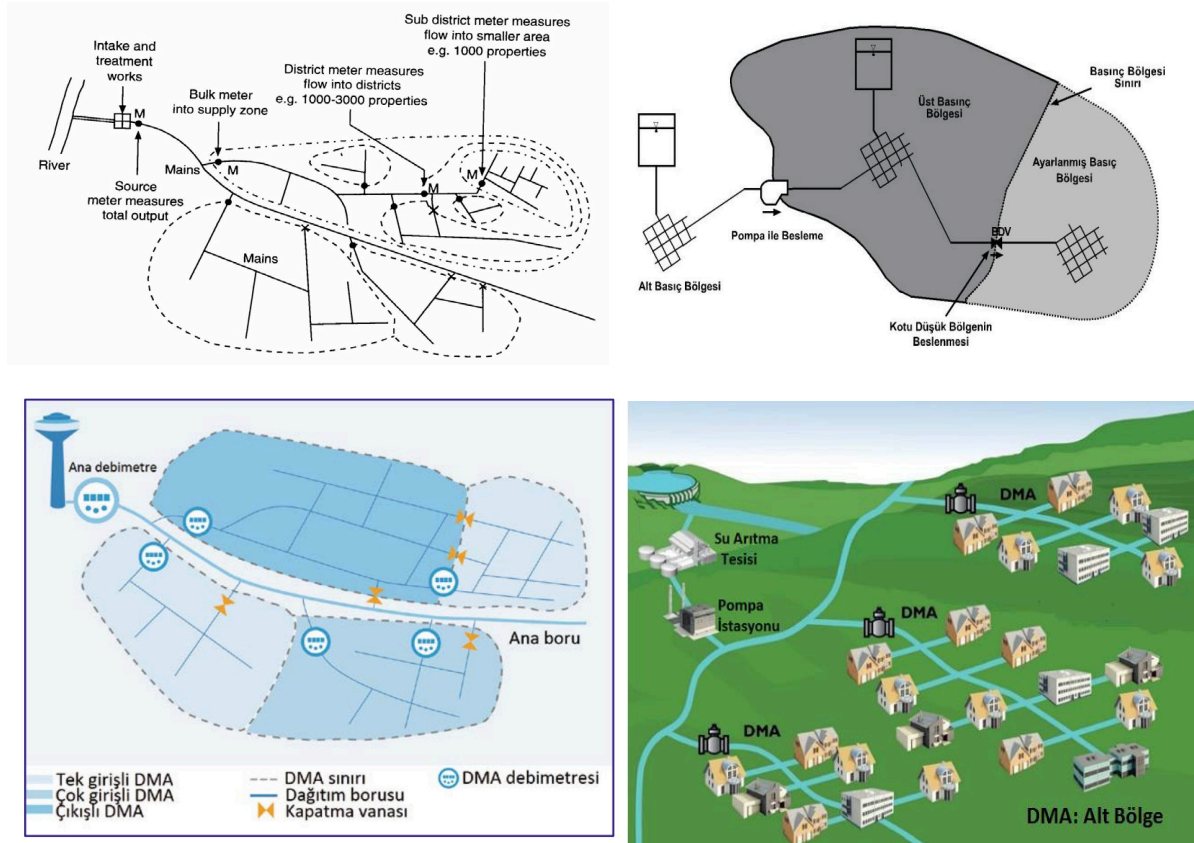 Intake and
treatment
works
Bulk meter
into supply zone
District meter measures
flow into districts
e.g. 1000-3000 properties
Sub district meter measures
flow into smaller area
e.g. 1000 properties
M
M
M
M
River
Mains
Source
meter measures
total output
Mains
Basınç Bölgesi
Sınırı
Üst Basınç
Bölgesi
Ayarlanmış Basıç
Bölgesi
Pompa ile Besleme
BDV
Alt Basıç Bölgesi
Kotu Düşük Bölgenin
Beslenmesi
Ana debimetre
Ana boru
Tek girişli DMA
Çok girişli DMA
Çıkışlı DMA
DMA sınırı
Dağıtım borusu
Kapatma vanası
DMA debimetresi
DMA
Su Arıtma
Tesisi
Pompa
İstasyonu
DMA
DMA
DMA: Alt Bölge